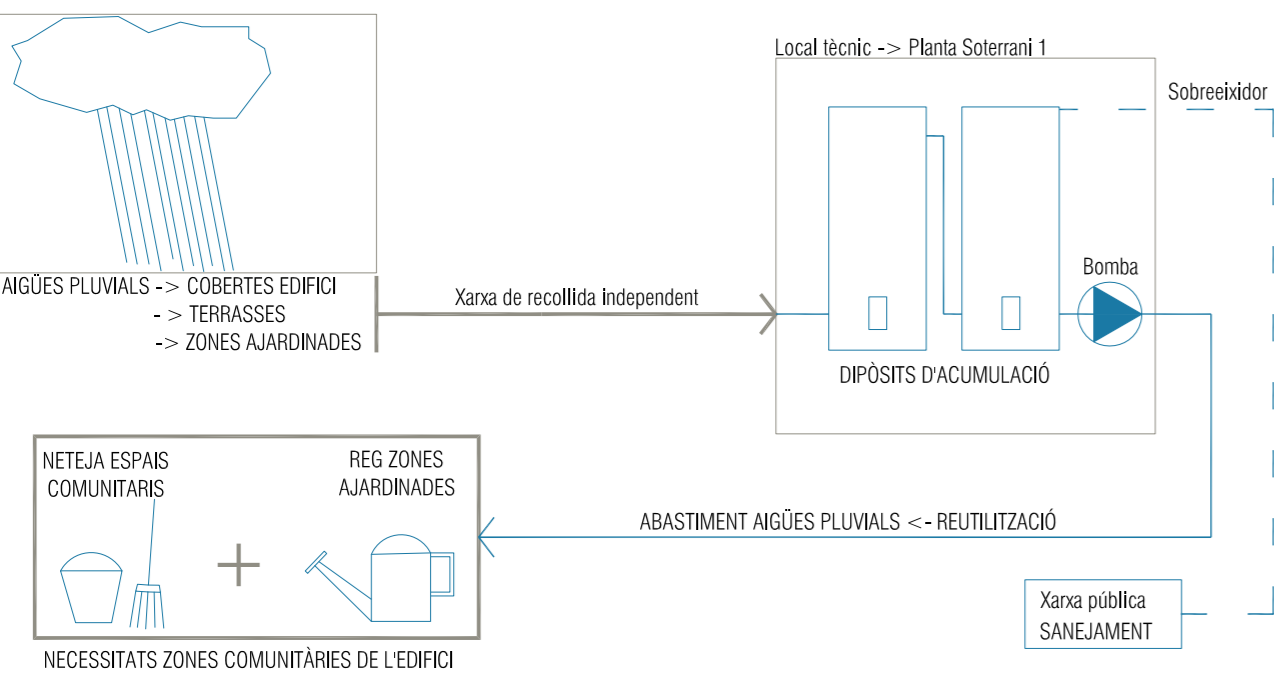 Local tècnic -> Planta Soterrani 1
Sobreeixidor
Bomba
AIGÜES PLUVIALS -> COBERTES EDIFICI
-> TERRASSES
-> ZONES AJARDINADES
Xarxa de recollida independent
DIPÒSITS D'ACUMULACIÓ
NETEJA ESPAIS
COMUNITARIS
REG ZONES
AJARDINADES
ABASTIMENT AIGÜES PLUVIALS <- REUTILITZACIÓ
Xarxa pública
SANEJAMENT
NECESSITATS ZONES COMUNITÀRIES DE L'EDIFICI